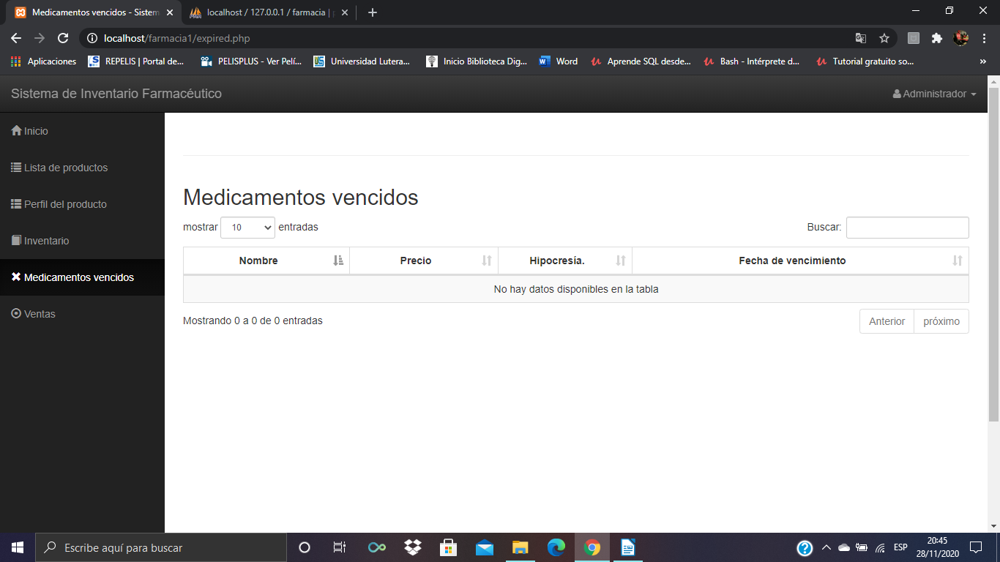 Medicamentos vencidos - Sistem
localhost / 127.0.0.1 / farmacia | p
localhost/farmacia1/expired.php
Aplicaciones
REPELIS | Portal de...
PELISPLUS - Ver Pelí...
Universidad Lutera...
Inicio Biblioteca Dig...
Word
Aprende SQL desde...
Bash - Intérprete d...
Tutorial gratuito so...
Sistema de Inventario Farmacéutico
Administrador
Inicio
Lista de productos
Perfil del producto
Inventario
Medicamentos vencidos
Ventas
Medicamentos vencidos
mostrar 10 entradas
Buscar:
Nombre Precio Hipocresía. Fecha de vencimiento
No hay datos disponibles en la tabla
Mostrando 0 a 0 de 0 entradas
Anterior próximo
Escribe aquí para buscar
ESP
20:45
28/11/2020